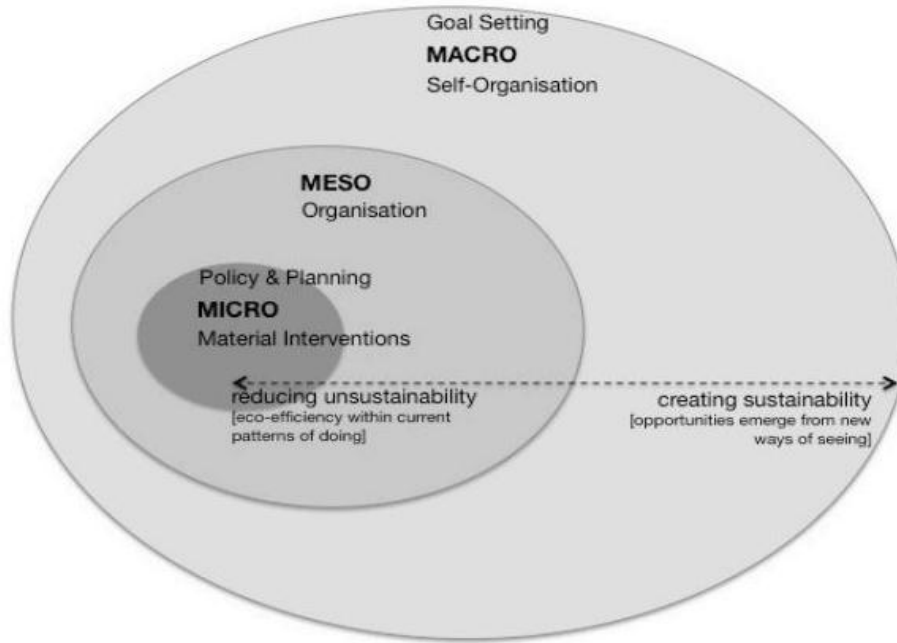 Goal Setting
MACRO
Self-Organisation
MESO
Organisation
Policy & Planning
MICRO
Material Interventions
reducing unsustainability
[eco-efficiency within current
patterns of doing]
creating sustainability
[opportunities emerge from new
ways of seeing]